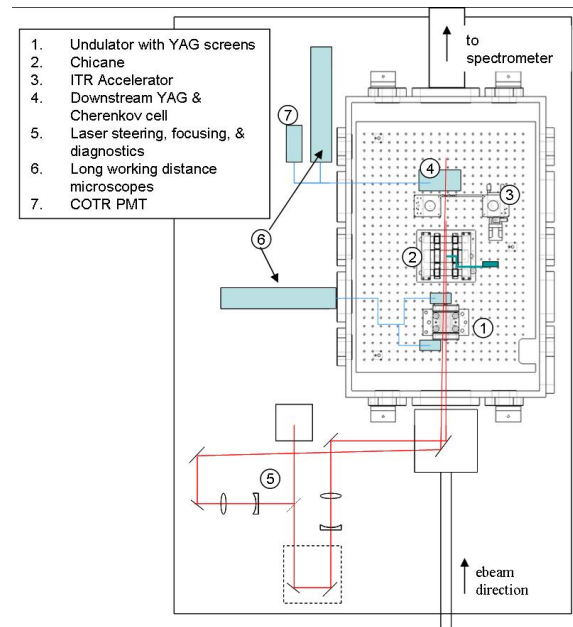 1. Undulator with YAG screens
2. Chicane
3. ITR Accelerator
4. Downstream YAG &
Cherenkov cell
5. Laser steering, focusing, &
diagnostics
6. Long working distance
microscopes
7. COTR PMT
to
spectrometer
7
4
3
6
2
1
5
ebeam
direction